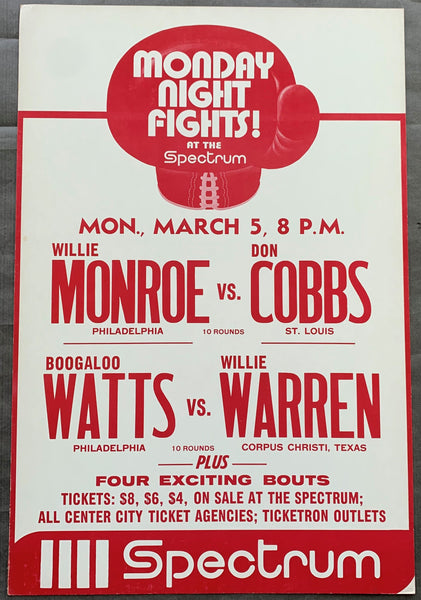 MONDAY
NIGHT
FIGHTS!
AT THE
Spectrum
MON., MARCH 5, 8 P.M.
WILLIE DON
MONROE VS. COBBS
PHILADELPHIA 10 ROUNDS ST. LOUIS
BOOGALOO WILLIE
WATTS VS. WARREN
PHILADELPHIA 10 ROUNDS CORPUS CHRISTI, TEXAS
PLUS
FOUR EXCITING BOUTS
TICKETS: $8, $6, $4, ON SALE AT THE SPECTRUM;
ALL CENTER CITY TICKET AGENCIES; TICKETRON OUTLETS
Spectrum